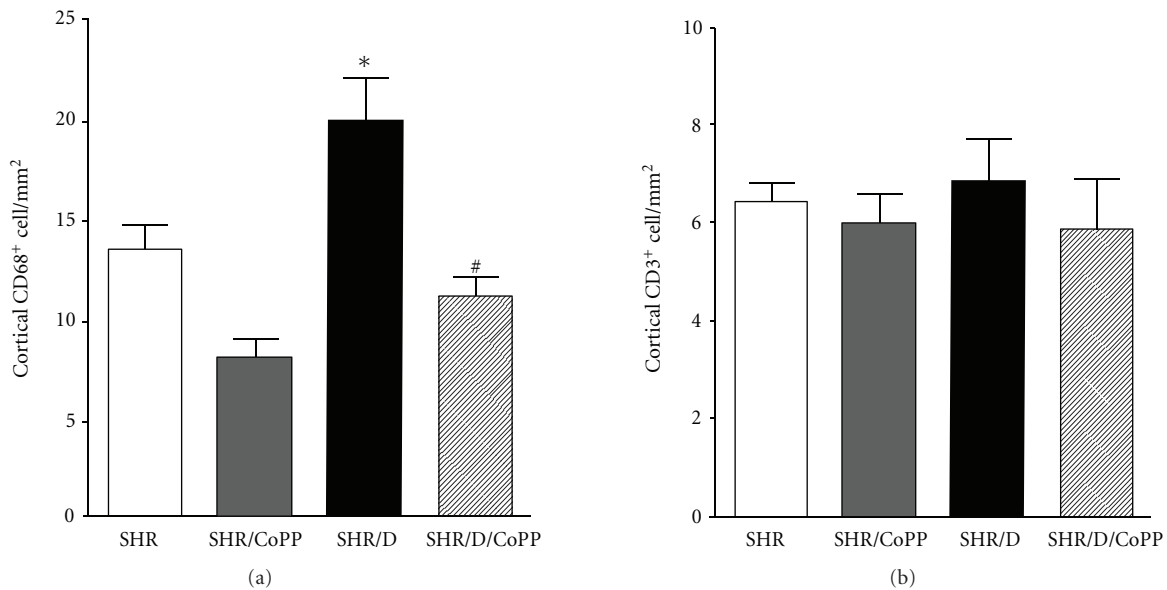 25
20
15
10
5
0
Cortical CD68⁺ cell/mm²
*
#
SHR
SHR/CoPP
SHR/D
SHR/D/CoPP
(a)
10
8
6
4
2
0
Cortical CD3⁺ cell/mm²
SHR
SHR/CoPP
SHR/D
SHR/D/CoPP
(b)